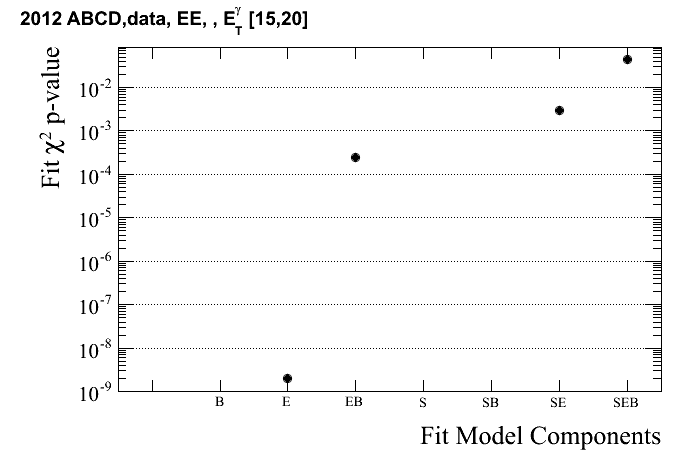 2012 ABCD,data, EE, , E_T^γ [15,20]
Fit χ² p-value
10⁻²
10⁻³
10⁻⁴
10⁻⁵
10⁻⁶
10⁻⁷
10⁻⁸
10⁻⁹
B E EB S SB SE SEB
Fit Model Components